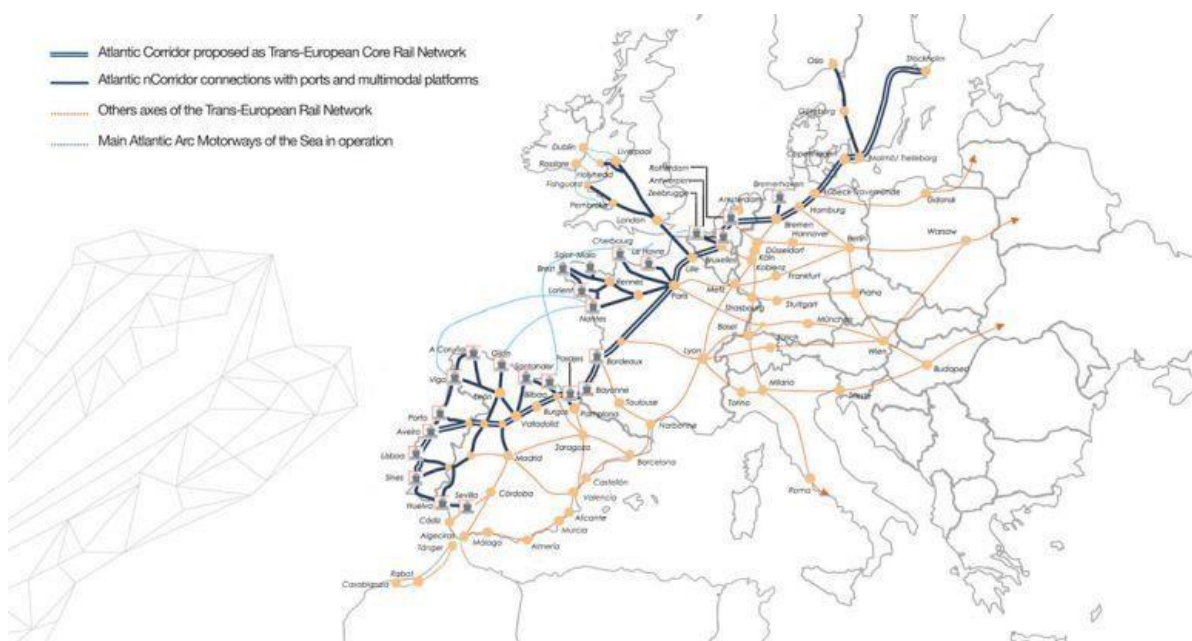 Atlantic Corridor proposed as Trans-European Core Rail Network
Atlantic nCorridor connections with ports and multimodal platforms
Others axes of the Trans-European Rail Network
Main Atlantic Arc Motorways of the Sea in operation
Oslo
Stockholm
Göteborg
Copenhagen
Malmö/ Trelleborg
Dublin
Liverpool
Rosslare
Holyhead
Fishguard
Pembroke
London
Rotterdam
Antwerpen
Zeebrugge
Amsterdam
Bremerhaven
Lübeck-Travemünde
Gdansk
Hamburg
Bremen
Hannover
Berlin
Warsaw
Cherbourg
Le Havre
Bruxelles
Düsseldorf
Köln
Koblenz
Lille
Saint-Malo
Brest
Rennes
Lorient
Nantes
Paris
Metz
Frankfurt
Strasbourg
Stuttgart
München
Basel
Zürich
Wien
Budapest
A Coruña
Gijón
Santander
Pasajes
Bordeaux
Lyon
Vigo
León
Bilbao
Bayonne
Torino
Milano
Porto
Burgos
Pamplona
Toulouse
Aveiro
Valladolid
Narbonne
Lisboa
Madrid
Zaragoza
Barcelona
Sines
Castellón
Roma
Huelva
Sevilla
Córdoba
Valencia
Cádiz
Alicante
Murcia
Algeciras
Málaga
Almería
Tánger
Rabat
Casablanca